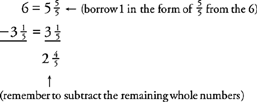 6 = 5 5/5 ← (borrow 1 in the form of 5/5 from the 6)
−3 1/5 = 3 1/5
2 4/5
↑
(remember to subtract the remaining whole numbers)